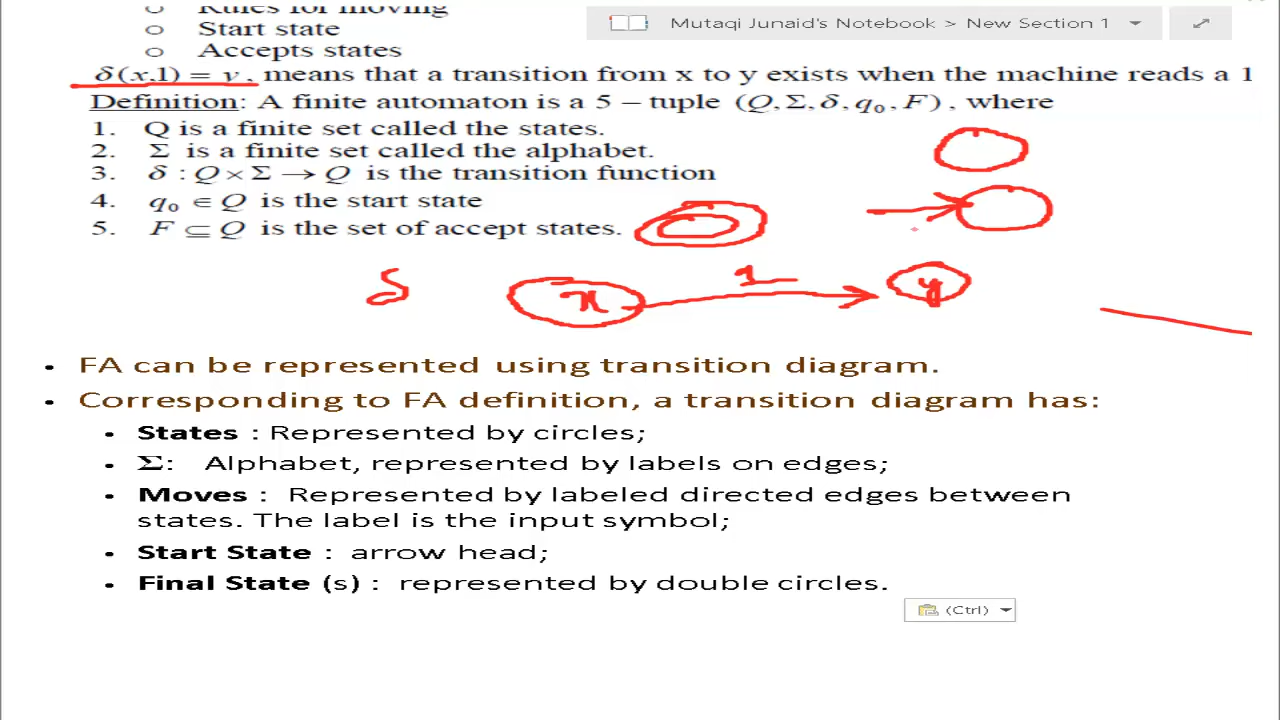 Rules for moving
Mutaqi Junaid's Notebook > New Section 1
○ Start state
○ Accepts states
δ(x,1) = y, means that a transition from x to y exists when the machine reads a 1
Definition: A finite automaton is a 5 – tuple (Q, Σ, δ, q₀, F), where
1. Q is a finite set called the states.
2. Σ is a finite set called the alphabet.
3. δ : Q × Σ → Q is the transition function
4. q₀ ∈ Q is the start state
5. F ⊆ Q is the set of accept states.
δ x 1 y
• FA can be represented using transition diagram.
• Corresponding to FA definition, a transition diagram has:
• States : Represented by circles;
• Σ: Alphabet, represented by labels on edges;
• Moves : Represented by labeled directed edges between
states. The label is the input symbol;
• Start State : arrow head;
• Final State (s) : represented by double circles.
(Ctrl)